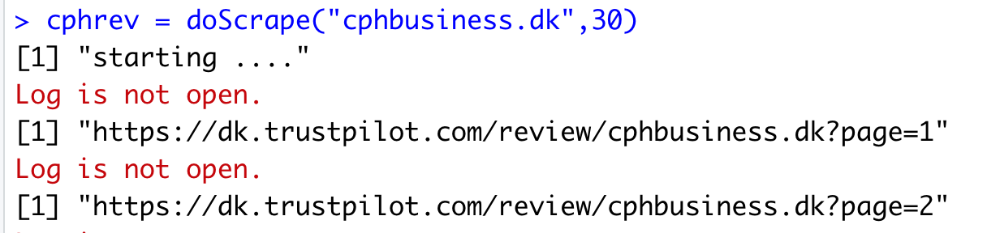 > cphrev = doScrape("cphbusiness.dk",30)
[1] "starting ...."
Log is not open.
[1] "https://dk.trustpilot.com/review/cphbusiness.dk?page=1"
Log is not open.
[1] "https://dk.trustpilot.com/review/cphbusiness.dk?page=2"